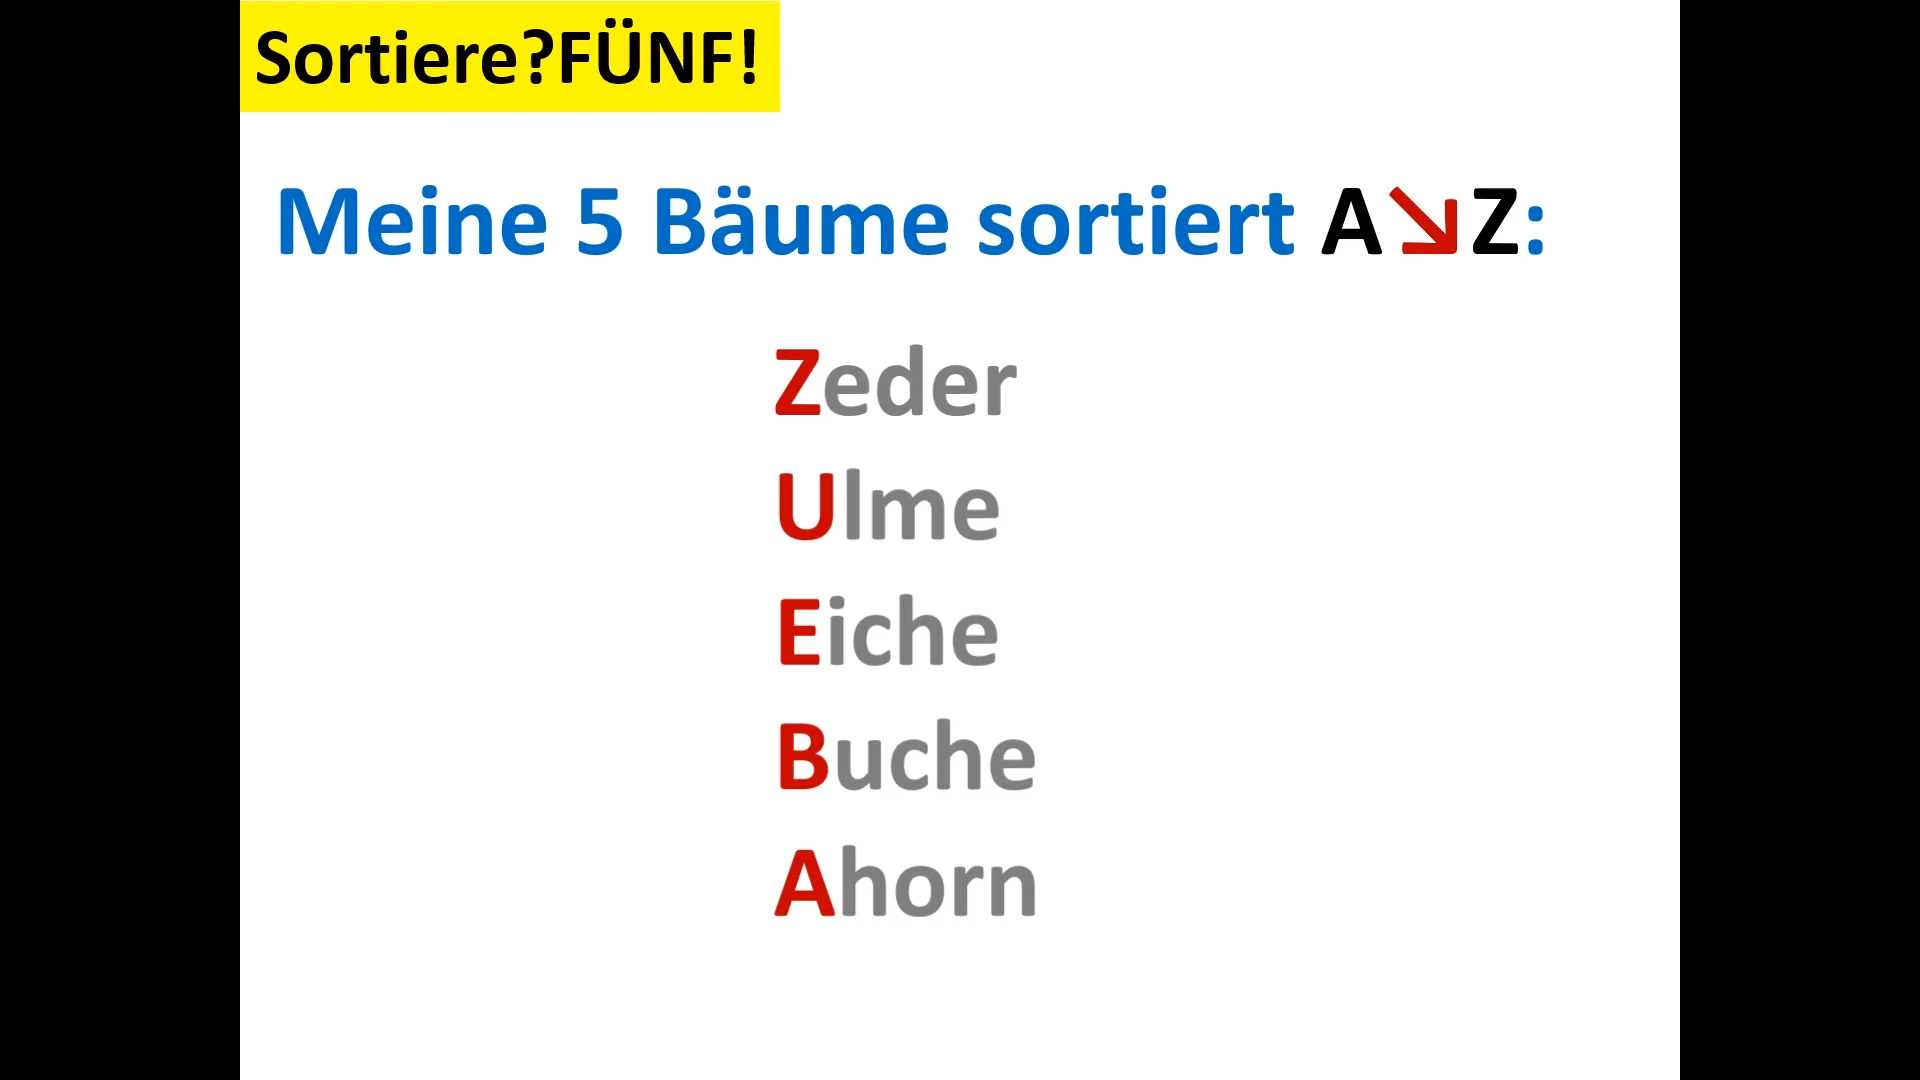 Sortiere?FÜNF!
Meine 5 Bäume sortiert A↘Z:
Zeder
Ulme
Eiche
Buche
Ahorn